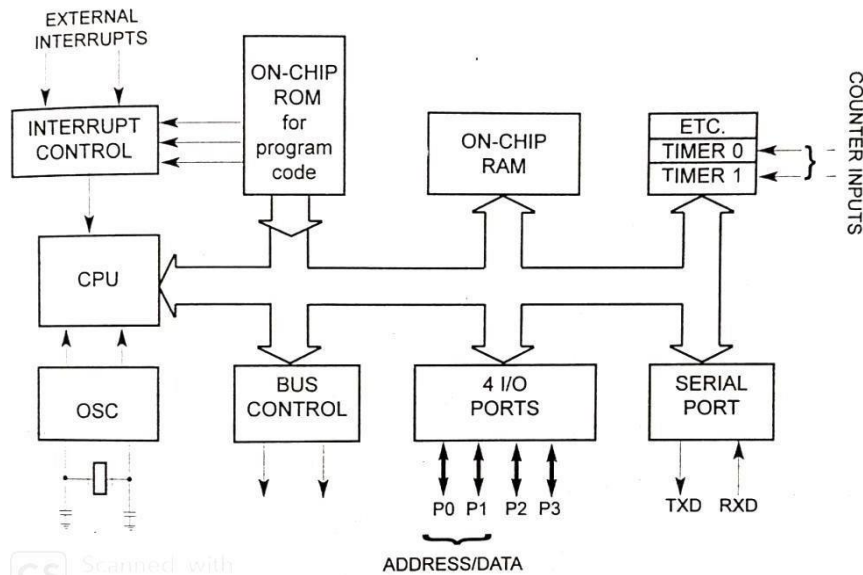 EXTERNAL
INTERRUPTS
INTERRUPT
CONTROL
ON-CHIP
ROM
for
program
code
ON-CHIP
RAM
ETC.
TIMER 0
TIMER 1
COUNTER INPUTS
CPU
OSC
BUS
CONTROL
4 I/O
PORTS
SERIAL
PORT
P0 P1 P2 P3
TXD RXD
ADDRESS/DATA
CS Scanned with